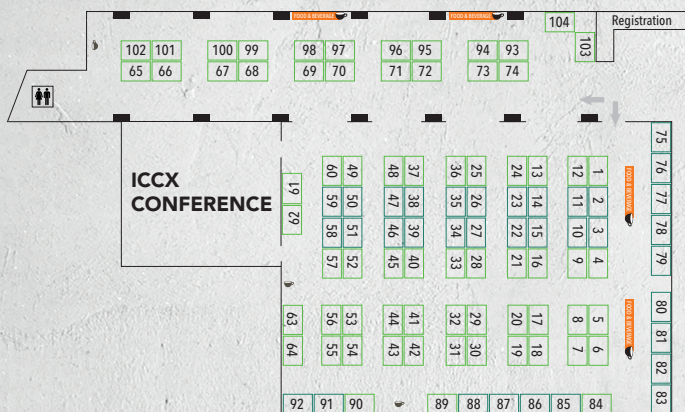 FOOD & BEVERAGE FOOD & BEVERAGE 104 Registration
103
102 101 100 99 98 97 96 95 94 93
65 66 67 68 69 70 71 72 73 74
75
76
77
78
79
FOOD & BEVERAGE
ICCX
CONFERENCE
61
62
60 49 48 37 36 25 24 13 12 1
59 50 47 38 35 26 23 14 11 2
58 51 46 39 34 27 22 15 10 3
57 52 45 40 33 28 21 16 9 4
63 56 53 44 41 32 29 20 17 8 5
64 55 54 43 42 31 30 19 18 7 6
FOOD & BEVERAGE
80
81
82
83
92 91 90 89 88 87 86 85 84